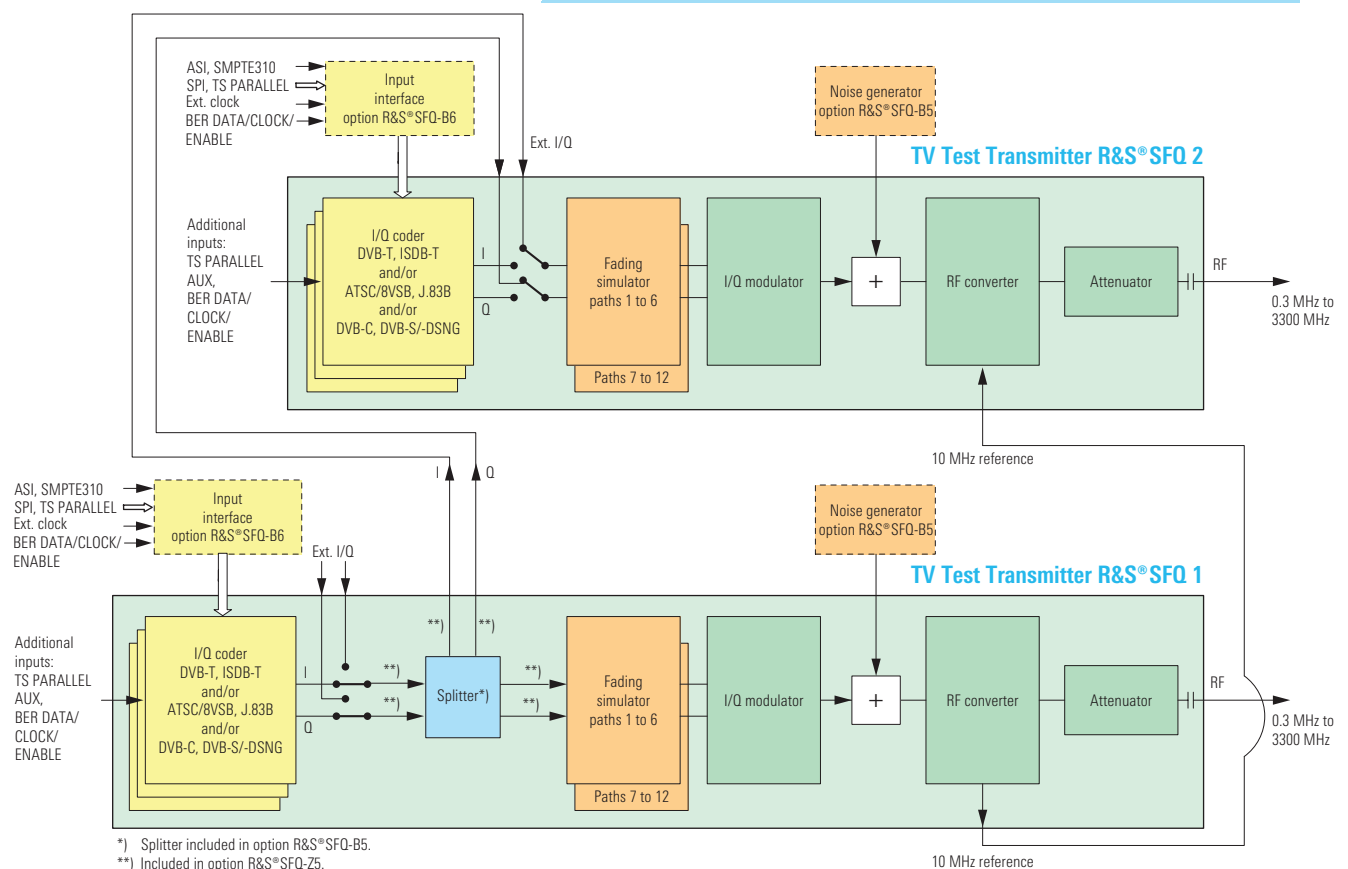 ASI, SMPTE310
SPI, TS PARALLEL
Ext. clock
BER DATA/CLOCK/
ENABLE
Input
interface
option R&S®SFQ-B6
Ext. I/Q
Noise generator
option R&S®SFQ-B5
TV Test Transmitter R&S®SFQ 2
Additional
inputs:
TS PARALLEL
AUX,
BER DATA/
CLOCK/
ENABLE
I/Q coder
DVB-T, ISDB-T
and/or
ATSC/8VSB, J.83B
and/or
DVB-C, DVB-S/-DSNG
I
Q
Fading
simulator
paths 1 to 6
Paths 7 to 12
I/Q modulator
+
RF converter
Attenuator
RF
0.3 MHz to
3300 MHz
10 MHz reference
I
Q
ASI, SMPTE310
SPI, TS PARALLEL
Ext. clock
BER DATA/CLOCK/
ENABLE
Input
interface
option R&S®SFQ-B6
Ext. I/Q
Noise generator
option R&S®SFQ-B5
TV Test Transmitter R&S®SFQ 1
Additional
inputs:
TS PARALLEL
AUX,
BER DATA/
CLOCK/
ENABLE
I/Q coder
DVB-T, ISDB-T
and/or
ATSC/8VSB, J.83B
and/or
DVB-C, DVB-S/-DSNG
I
Q
**)
**)
**)
**)
Splitter*)
**)
**)
Fading
simulator
paths 1 to 6
Paths 7 to 12
I/Q modulator
+
RF converter
Attenuator
RF
0.3 MHz to
3300 MHz
10 MHz reference
*) Splitter included in option R&S®SFQ-B5.
**) Included in option R&S®SFQ-Z5.